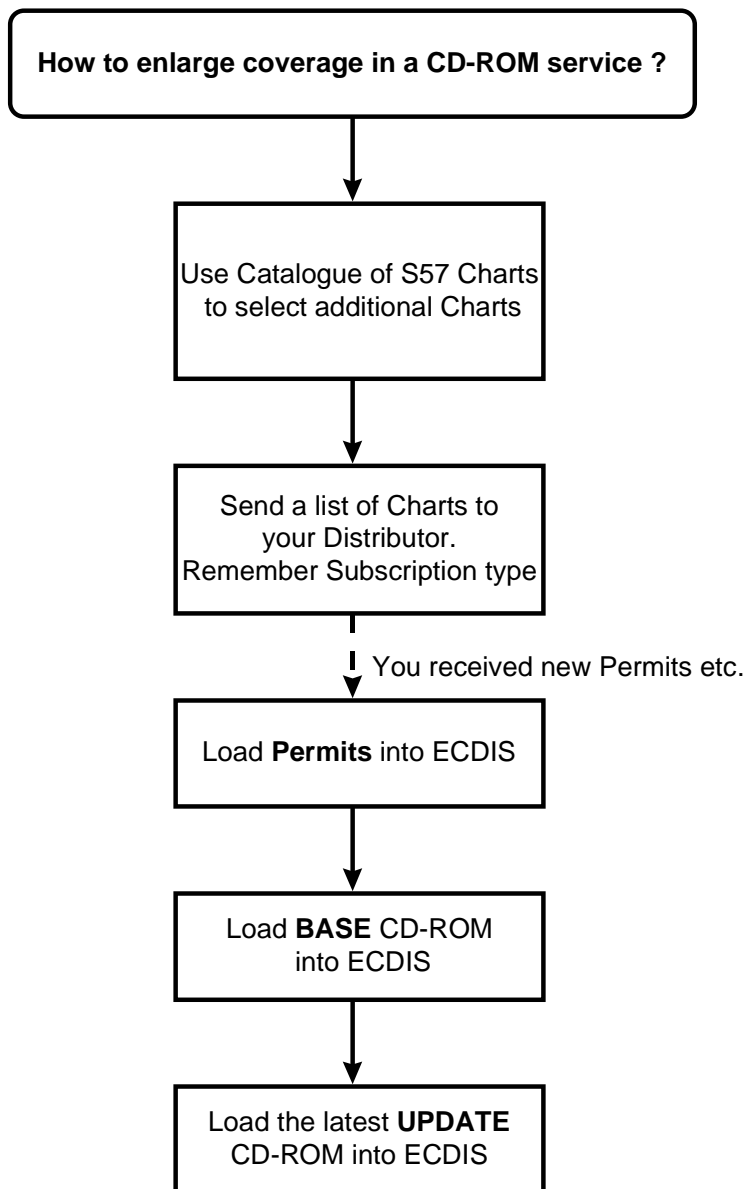 How to enlarge coverage in a CD-ROM service ?
Use Catalogue of S57 Charts
to select additional Charts
Send a list of Charts to
your Distributor.
Remember Subscription type
You received new Permits etc.
Load Permits into ECDIS
Load BASE CD-ROM
into ECDIS
Load the latest UPDATE
CD-ROM into ECDIS